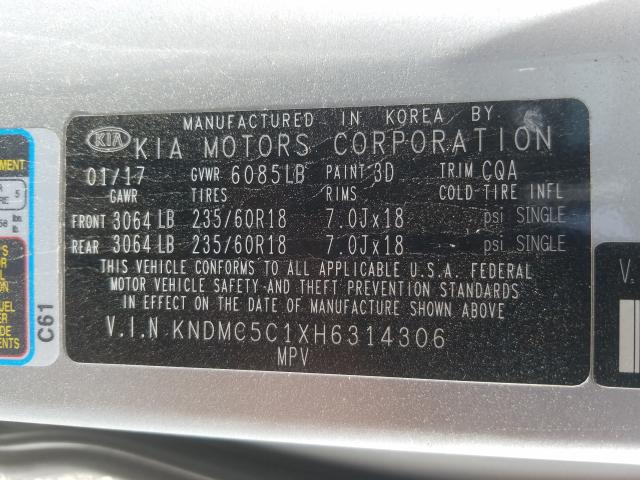 MANUFACTURED IN KOREA BY
KIA KIA MOTORS CORPORATION
01/17 GVWR 6085LB PAINT 3D TRIM CQA
GAWR TIRES RIMS COLD TIRE INFL
FRONT 3064 LB 235/60R18 7.0Jx18 psi SINGLE
REAR 3064 LB 235/60R18 7.0Jx18 psi SINGLE
THIS VEHICLE CONFORMS TO ALL APPLICABLE U.S.A. FEDERAL
MOTOR VEHICLE SAFETY AND THEFT PREVENTION STANDARDS
IN EFFECT ON THE DATE OF MANUFACTURE SHOWN ABOVE
V.I.N KNDMC5C1XH6314306
MPV
C61
5
lbs
V.